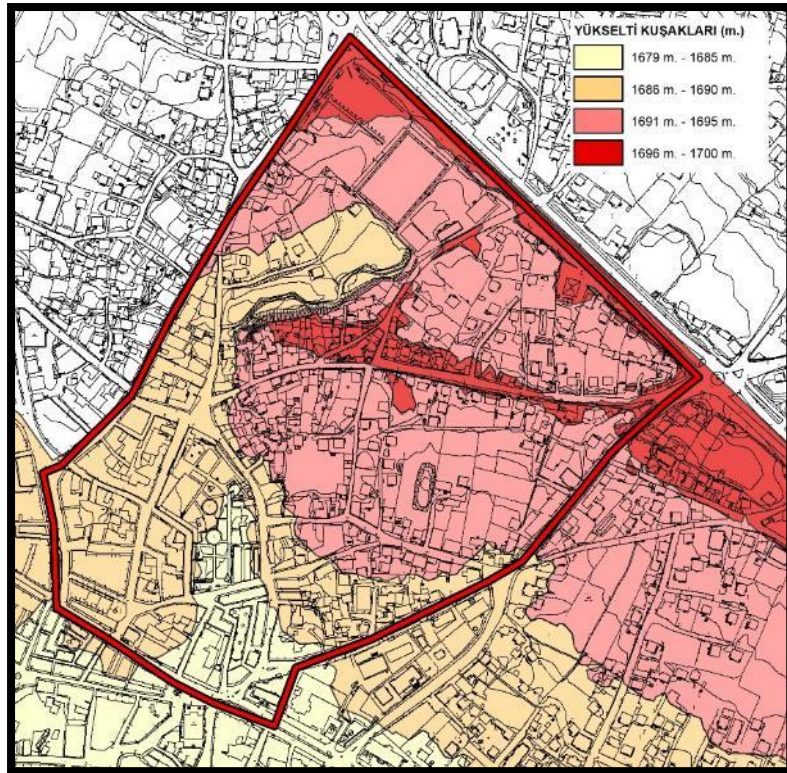 YÜKSELTİ KUŞAKLARI (m.)
1679 m. - 1685 m.
1686 m. - 1690 m.
1691 m. - 1695 m.
1696 m. - 1700 m.